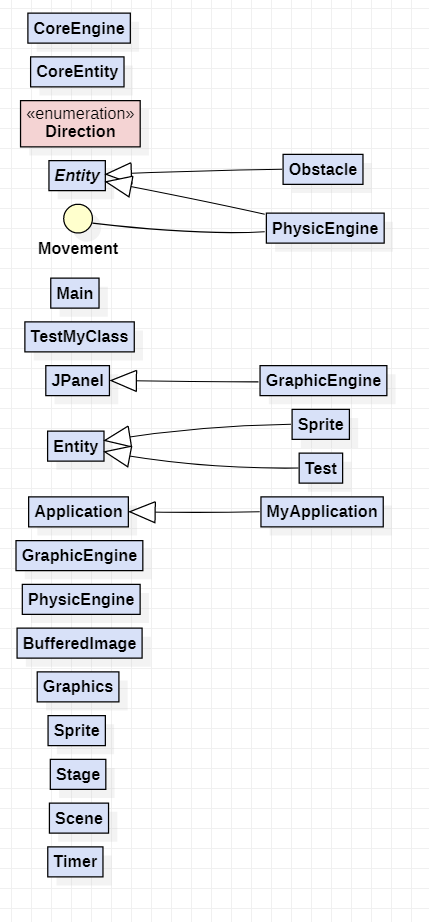 CoreEngine
CoreEntity
«enumeration»
Direction
Entity
Obstacle
PhysicEngine
Movement
Main
TestMyClass
JPanel
GraphicEngine
Sprite
Entity
Test
Application
MyApplication
GraphicEngine
PhysicEngine
BufferedImage
Graphics
Sprite
Stage
Scene
Timer